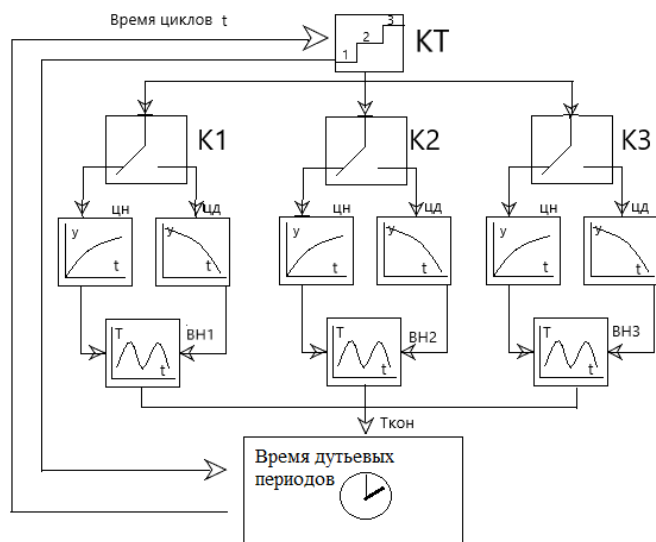 Время циклов t
1 2 3
КТ
К1 К2 К3
цн цд цн цд цн цд
y t y t y t y t y t y t
T t ВН1 T t ВН2 T t ВН3
Ткон
Время дутьевых
периодов